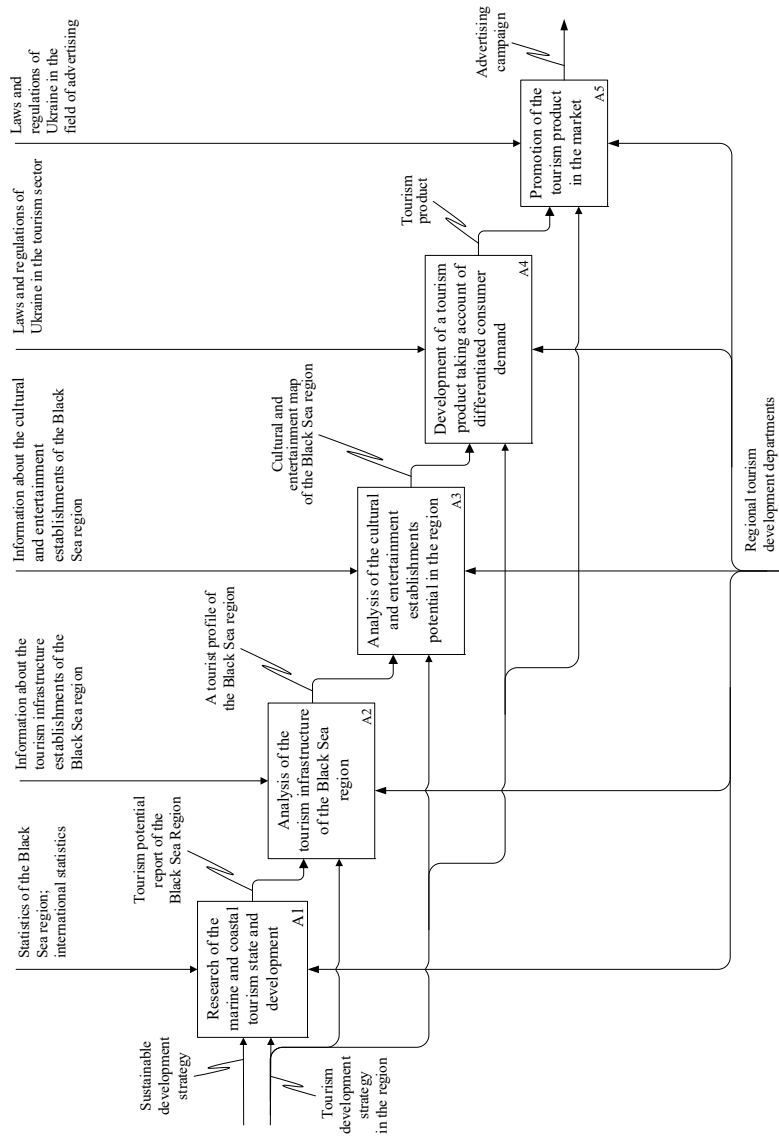 Statistics of the Black
Sea region;
international statistics
Information about the
tourism infrastructure
establishments of the
Black Sea region
Information about the cultural
and entertainment
establishments of the Black
Sea region
Laws and regulations of
Ukraine in the tourism sector
Laws and
regulations of
Ukraine in the
field of advertising
Sustainable
development
strategy
Tourism
development
strategy
in the region
Research of the
marine and coastal
tourism state and
development
A1
Tourism potential
report of the
Black Sea Region
Analysis of the
tourism infrastructure
of the Black Sea
region
A2
A tourist profile of
the Black Sea region
Analysis of the cultural
and entertainment
establishments
potential in the region
A3
Cultural and
entertainment map
of the Black Sea region
Development of a tourism
product taking account of
differentiated consumer
demand
A4
Tourism
product
Promotion of the
tourism product
in the market
A5
Advertising
campaign
Regional tourism
development departments